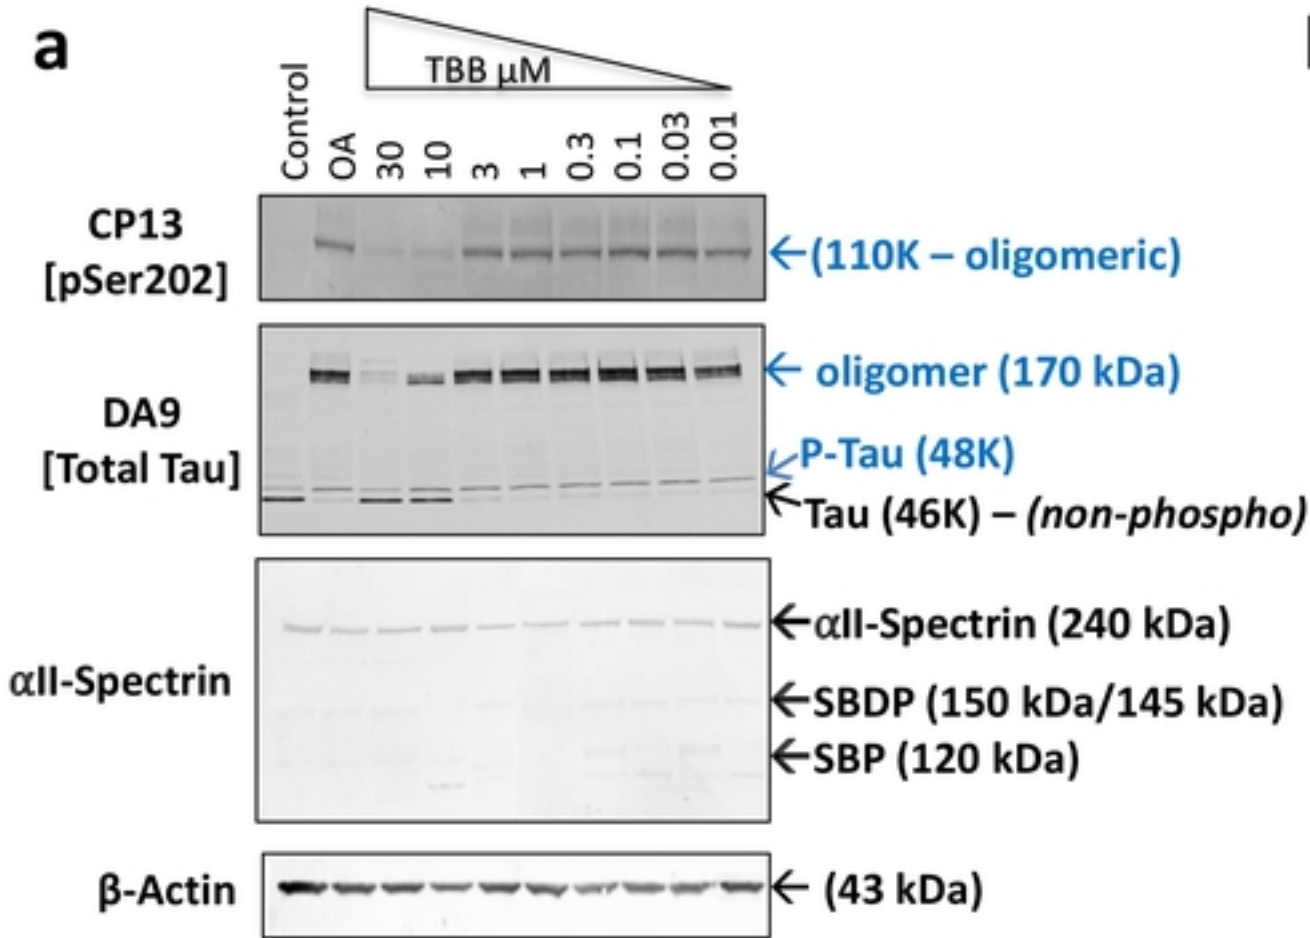 a
TBB µM
Control
OA
30
10
3
1
0.3
0.1
0.03
0.01
CP13
[pSer202]
(110K – oligomeric)
DA9
[Total Tau]
oligomer (170 kDa)
P-Tau (48K)
Tau (46K) – (non-phospho)
αII-Spectrin
αII-Spectrin (240 kDa)
SBDP (150 kDa/145 kDa)
SBP (120 kDa)
β-Actin
(43 kDa)